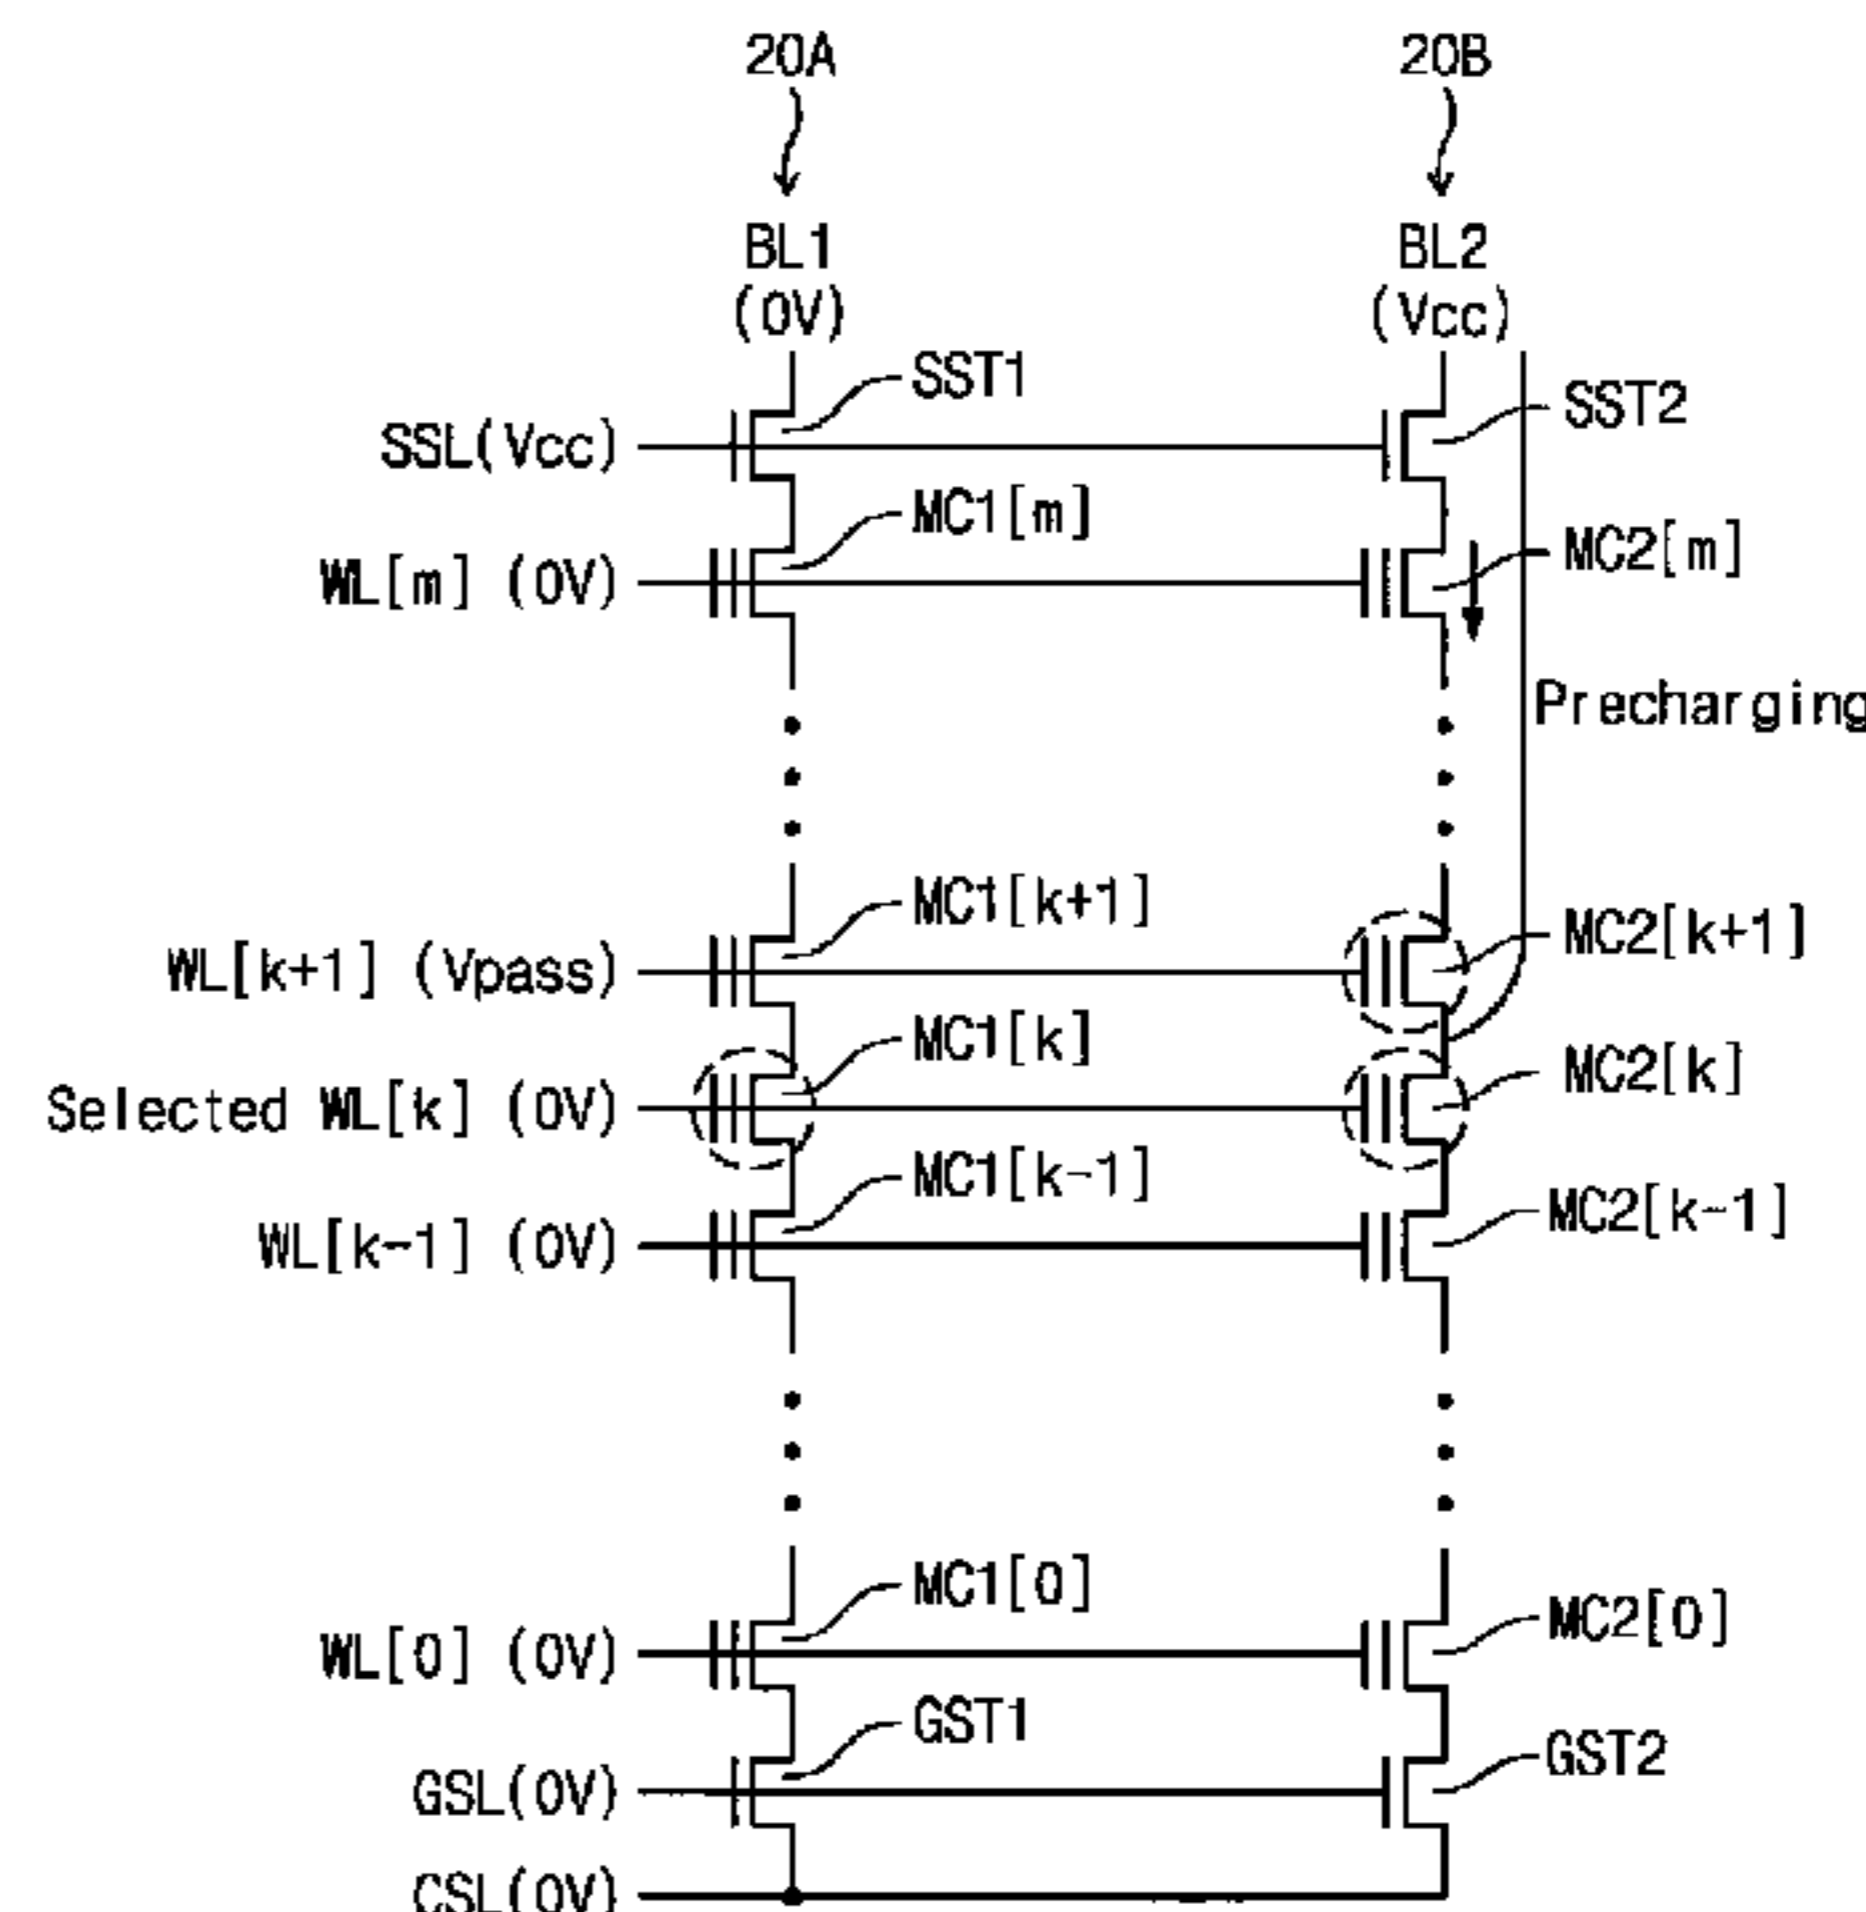 20A 20B
BL1 BL2
(0V) (Vcc)
SST1
SST2
SSL(Vcc)
MC1[m]
MC2[m]
WL[m] (0V)
Precharging
MC1[k+1]
MC2[k+1]
WL[k+1] (Vpass)
MC1[k]
MC2[k]
Selected WL[k] (0V)
MC1[k-1]
MC2[k-1]
WL[k-1] (0V)
MC1[0]
MC2[0]
WL[0] (0V)
GST1
GST2
GSL(0V)
CSL(0V)